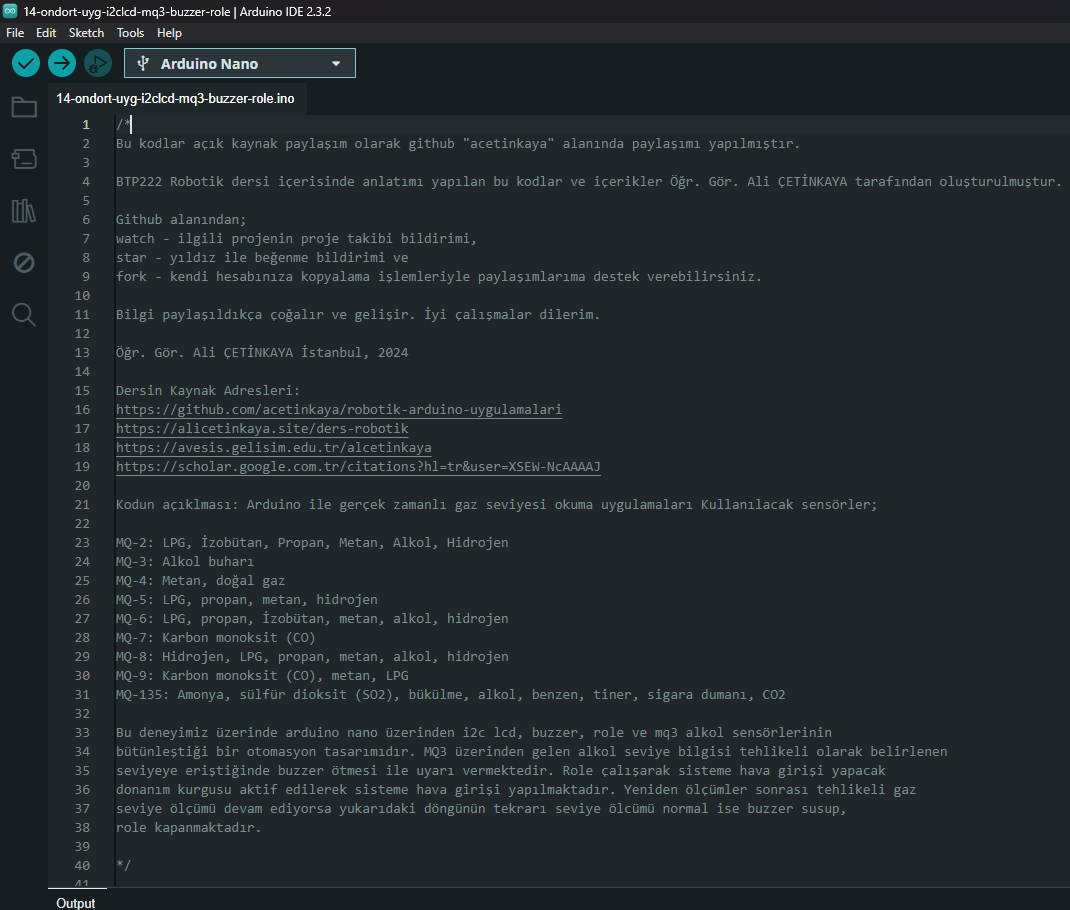 14-ondort-uyg-i2clcd-mq3-buzzer-role | Arduino IDE 2.3.2
File Edit Sketch Tools Help
Arduino Nano
14-ondort-uyg-i2clcd-mq3-buzzer-role.ino
1 /*
2 Bu kodlar açık kaynak paylaşım olarak github "acetinkaya" alanında paylaşımı yapılmıştır.
3
4 BTP222 Robotik dersi içerisinde anlatımı yapılan bu kodlar ve içerikler Öğr. Gör. Ali ÇETİNKAYA tarafından oluşturulmuştur.
5
6 Github alanından;
7 watch - ilgili projenin proje takibi bildirimi,
8 star - yıldız ile beğenme bildirimi ve
9 fork - kendi hesabınıza kopyalama işlemleriyle paylaşımlarıma destek verebilirsiniz.
10
11 Bilgi paylaşıldıkça çoğalır ve gelişir. İyi çalışmalar dilerim.
12
13 Öğr. Gör. Ali ÇETİNKAYA İstanbul, 2024
14
15 Dersin Kaynak Adresleri:
16 https://github.com/acetinkaya/robotik-arduino-uygulamalari
17 https://alicetinkaya.site/ders-robotik
18 https://avesis.gelisim.edu.tr/alcetinkaya
19 https://scholar.google.com.tr/citations?hl=tr&user=XSEW-NcAAAAJ
20
21 Kodun açıklması: Arduino ile gerçek zamanlı gaz seviyesi okuma uygulamaları Kullanılacak sensörler;
22
23 MQ-2: LPG, İzobütan, Propan, Metan, Alkol, Hidrojen
24 MQ-3: Alkol buharı
25 MQ-4: Metan, doğal gaz
26 MQ-5: LPG, propan, metan, hidrojen
27 MQ-6: LPG, propan, İzobütan, metan, alkol, hidrojen
28 MQ-7: Karbon monoksit (CO)
29 MQ-8: Hidrojen, LPG, propan, metan, alkol, hidrojen
30 MQ-9: Karbon monoksit (CO), metan, LPG
31 MQ-135: Amonya, sülfür dioksit (SO2), bükülme, alkol, benzen, tiner, sigara dumanı, CO2
32
33 Bu deneyimiz üzerinde arduino nano üzerinden i2c lcd, buzzer, role ve mq3 alkol sensörlerinin
34 bütünleştiği bir otomasyon tasarımıdır. MQ3 üzerinden gelen alkol seviye bilgisi tehlikeli olarak belirlenen
35 seviyeye eriştiğinde buzzer ötmesi ile uyarı vermektedir. Role çalışarak sisteme hava girişi yapacak
36 donanım kurgusu aktif edilerek sisteme hava girişi yapılmaktadır. Yeniden ölçümler sonrası tehlikeli gaz
37 seviye ölçümü devam ediyorsa yukarıdaki döngünün tekrarı seviye ölcümü normal ise buzzer susup,
38 role kapanmaktadır.
39
40 */
41
Output